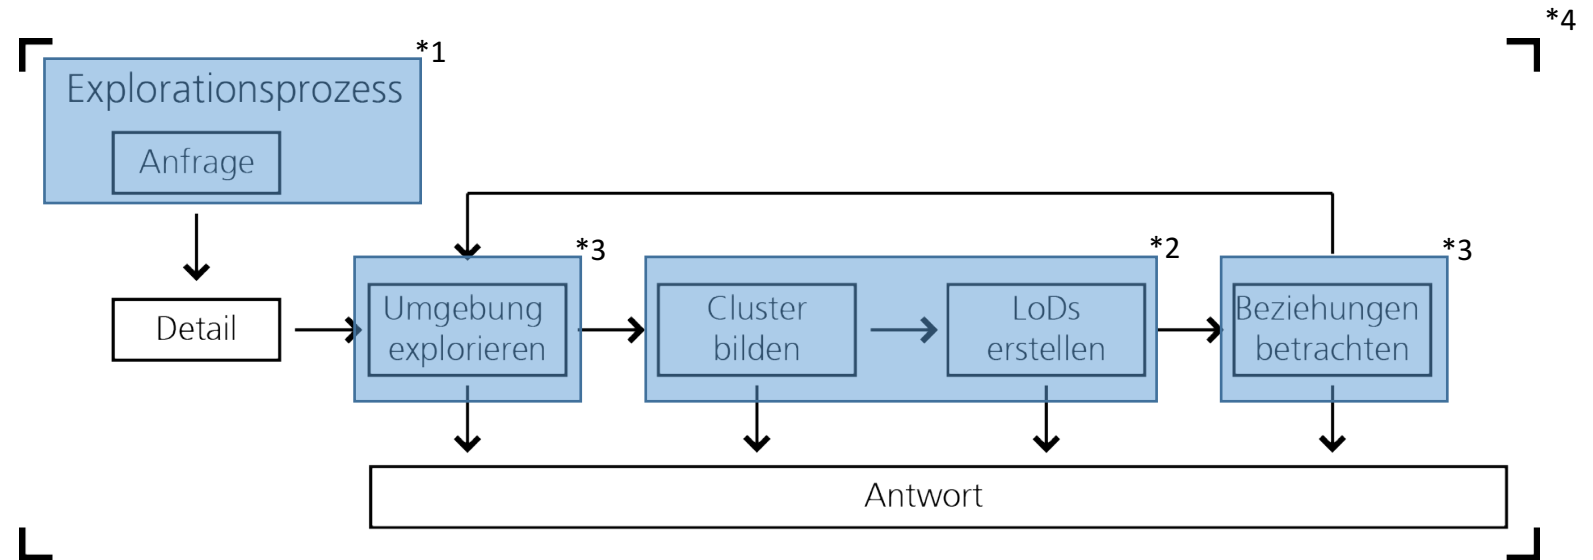 *4
*1
Explorationsprozess
Anfrage
*3
*2
*3
Detail
Umgebung
explorieren
Cluster
bilden
LoDs
erstellen
Beziehungen
betrachten
Antwort